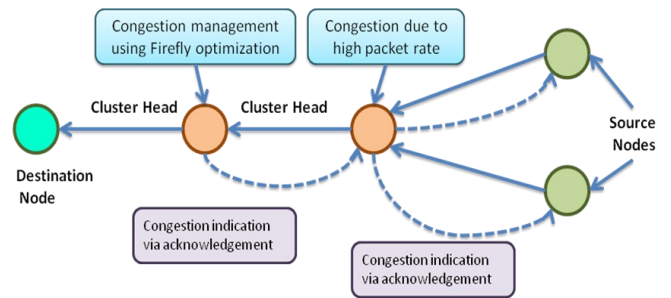 Congestion management
using Firefly optimization
Congestion due to
high packet rate
Cluster Head
Cluster Head
Source
Nodes
Destination
Node
Congestion indication
via acknowledgement
Congestion indication
via acknowledgement